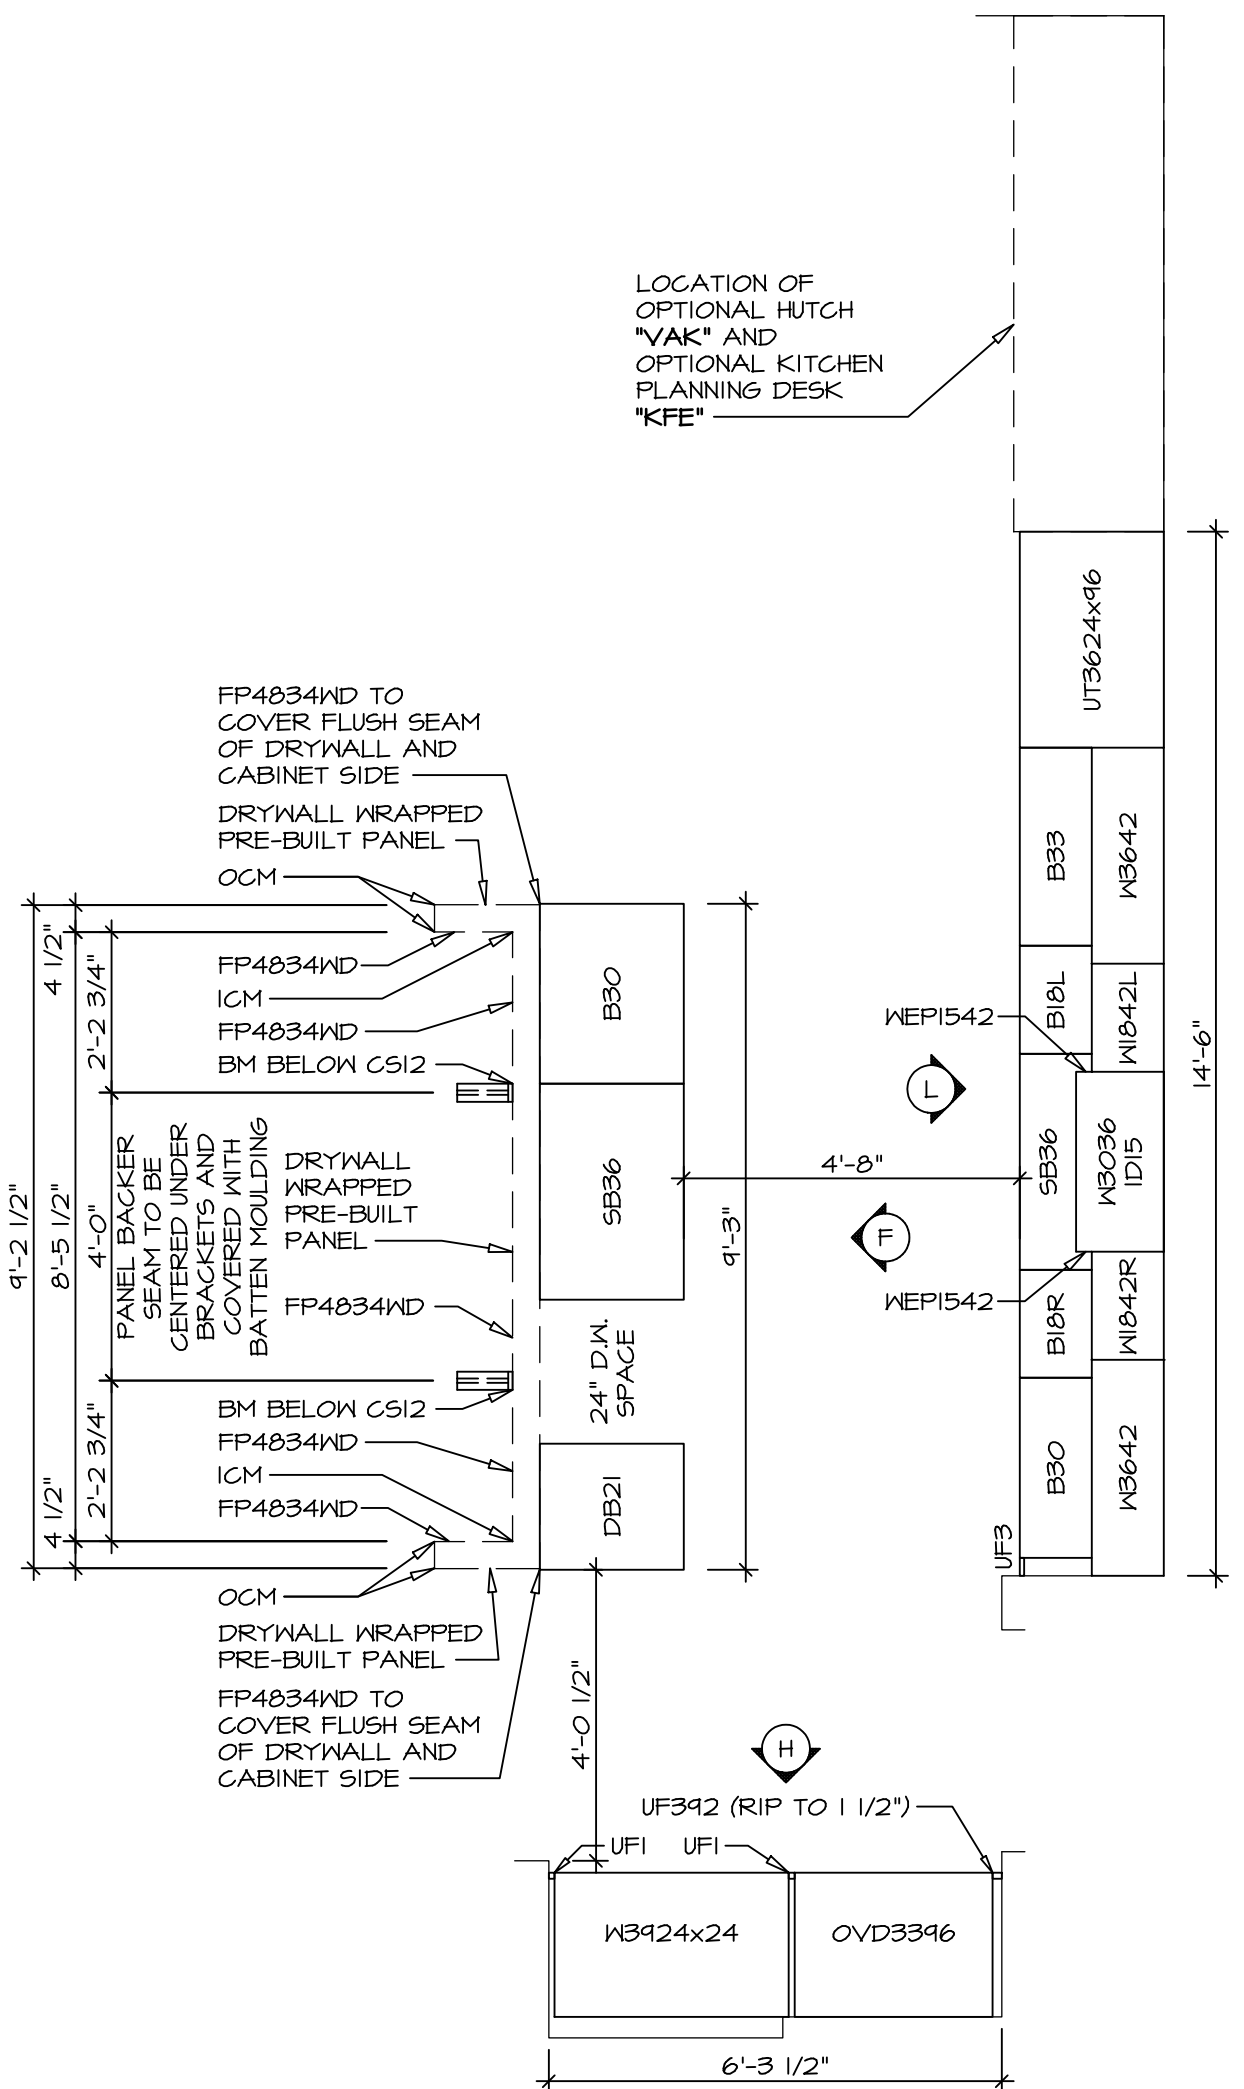 LOCATION OF
OPTIONAL HUTCH
"VAK" AND
OPTIONAL KITCHEN
PLANNING DESK
"KFE"
UT3624x96
FP4834WD TO
COVER FLUSH SEAM
OF DRYWALL AND
CABINET SIDE
DRYWALL WRAPPED
PRE-BUILT PANEL
OCM
FP4834WD
ICM
FP4834WD
BM BELOW CS12
DRYWALL
WRAPPED
PRE-BUILT
PANEL
FP4834WD
BM BELOW CS12
FP4834WD
ICM
FP4834WD
OCM
DRYWALL WRAPPED
PRE-BUILT PANEL
FP4834WD TO
COVER FLUSH SEAM
OF DRYWALL AND
CABINET SIDE
9'-2 1/2"
8'-5 1/2"
4 1/2"
4 1/2"
2'-2 3/4"
4'-0"
2'-2 3/4"
PANEL BACKER
SEAM TO BE
CENTERED UNDER
BRACKETS AND
COVERED WITH
BATTEN MOULDING
B30
SB36
24" D.W.
SPACE
DB21
9'-3"
4'-8"
4'-0 1/2"
L
F
WEP1542
WEP1542
B33
W3642
B18L
W1842L
SB36
W3036
1D15
B18R
W1842R
B30
W3642
UF3
14'-6"
H
UF392 (RIP TO 1 1/2")
UF1
UF1
W3924x24
OVD3396
6'-3 1/2"